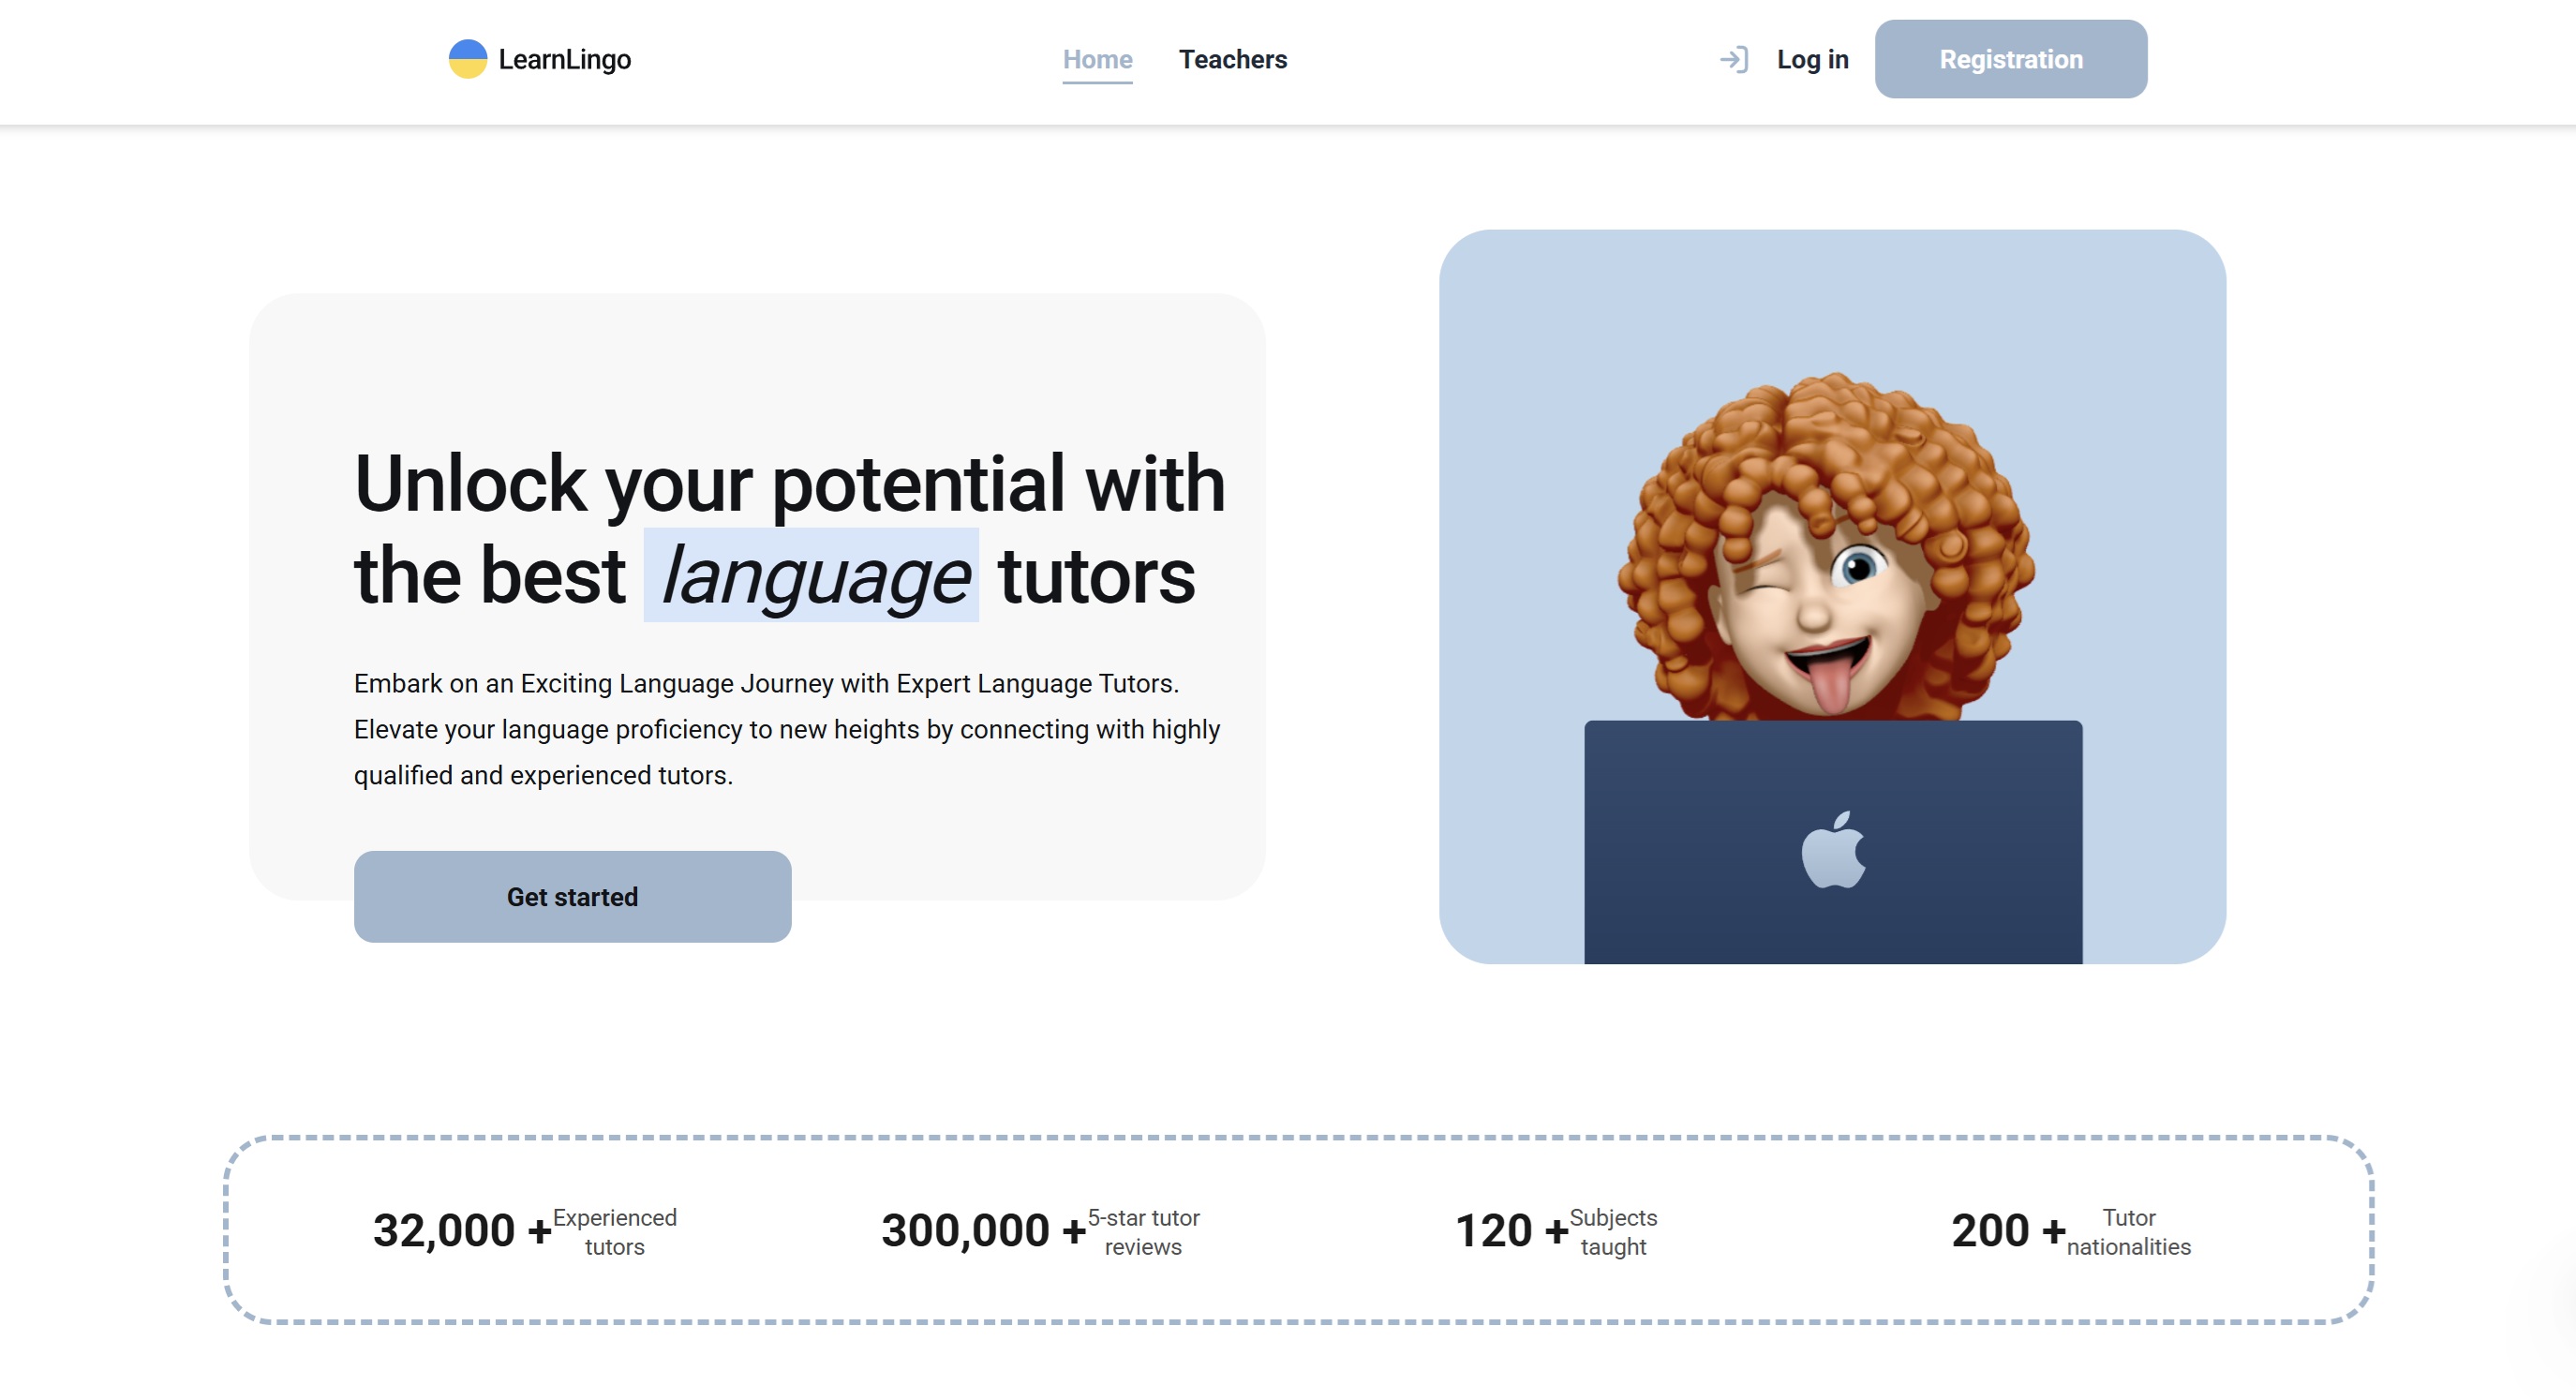 LearnLingo
Home
Teachers
Log in
Registration
Unlock your potential with
the best language tutors
Embark on an Exciting Language Journey with Expert Language Tutors.
Elevate your language proficiency to new heights by connecting with highly
qualified and experienced tutors.
Get started
32,000 +
Experienced
tutors
300,000 +
5-star tutor
reviews
120 +
Subjects
taught
200 +
Tutor
nationalities